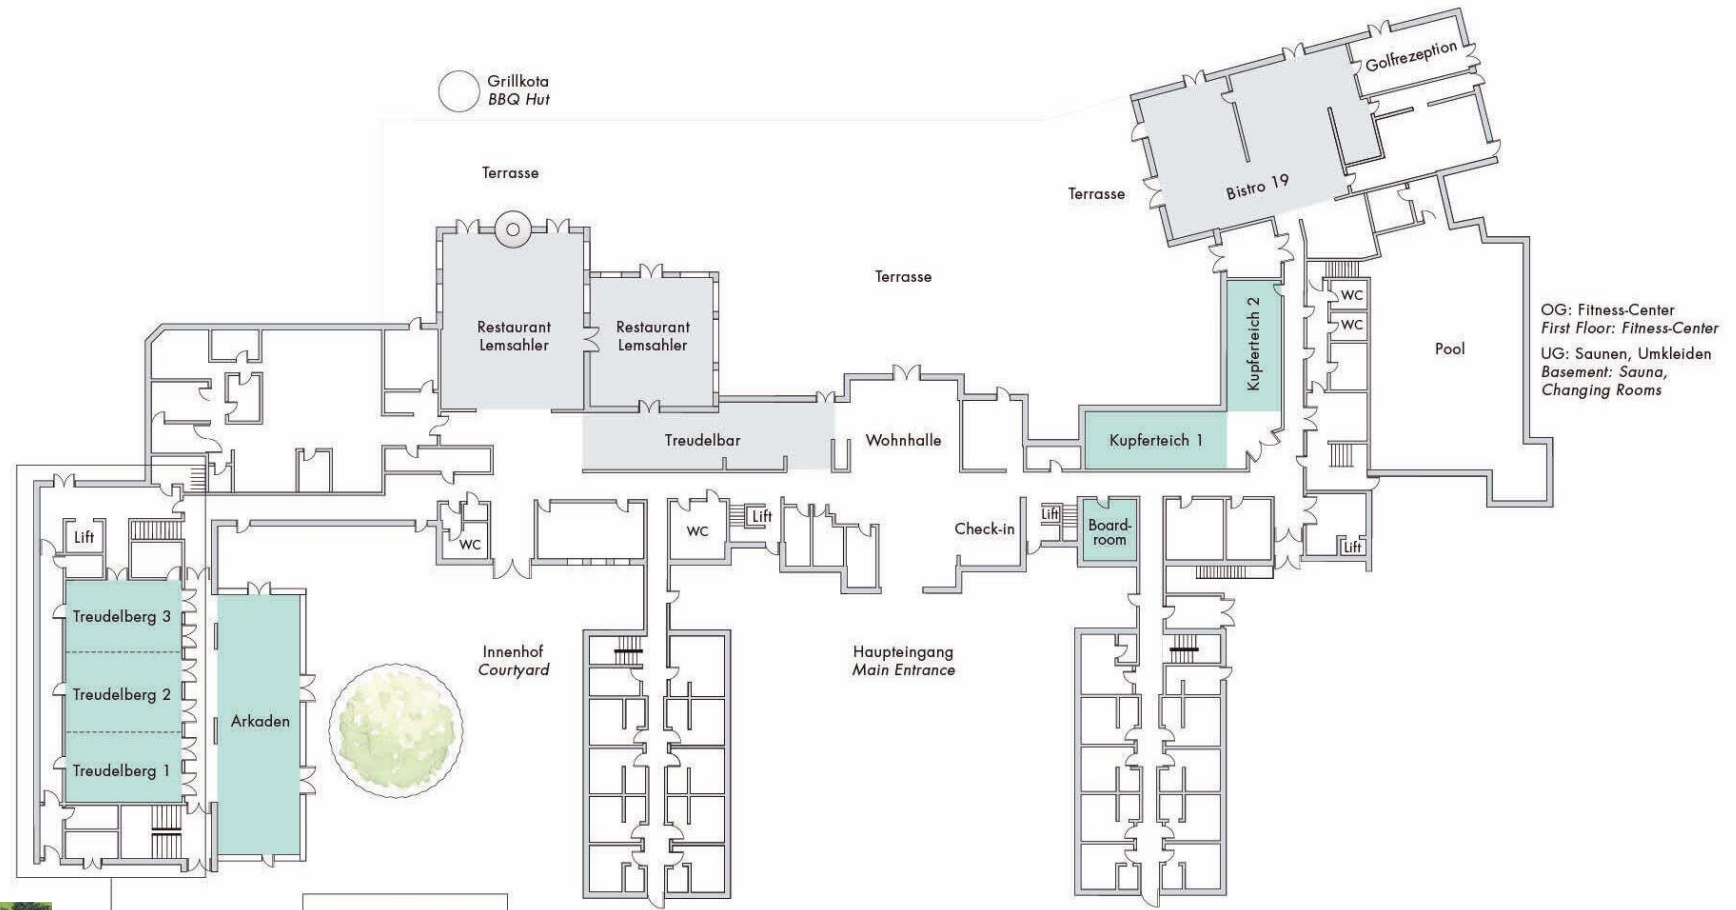 Golfrezeption
Grillkota
BBQ Hut
Terrasse
Terrasse
Bistro 19
Terrasse
WC
WC
Kupferteich 2
OG: Fitness-Center
First Floor: Fitness-Center
UG: Saunen, Umkleiden
Basement: Sauna,
Changing Rooms
Pool
Restaurant
Lemsahler
Restaurant
Lemsahler
Treudelbar
Wohnhalle
Kupferteich 1
Lift
WC
WC
Lift
Check-in
Lift
Board-
room
Lift
Treudelberg 3
Treudelberg 2
Treudelberg 1
Arkaden
Innenhof
Courtyard
Haupteingang
Main Entrance